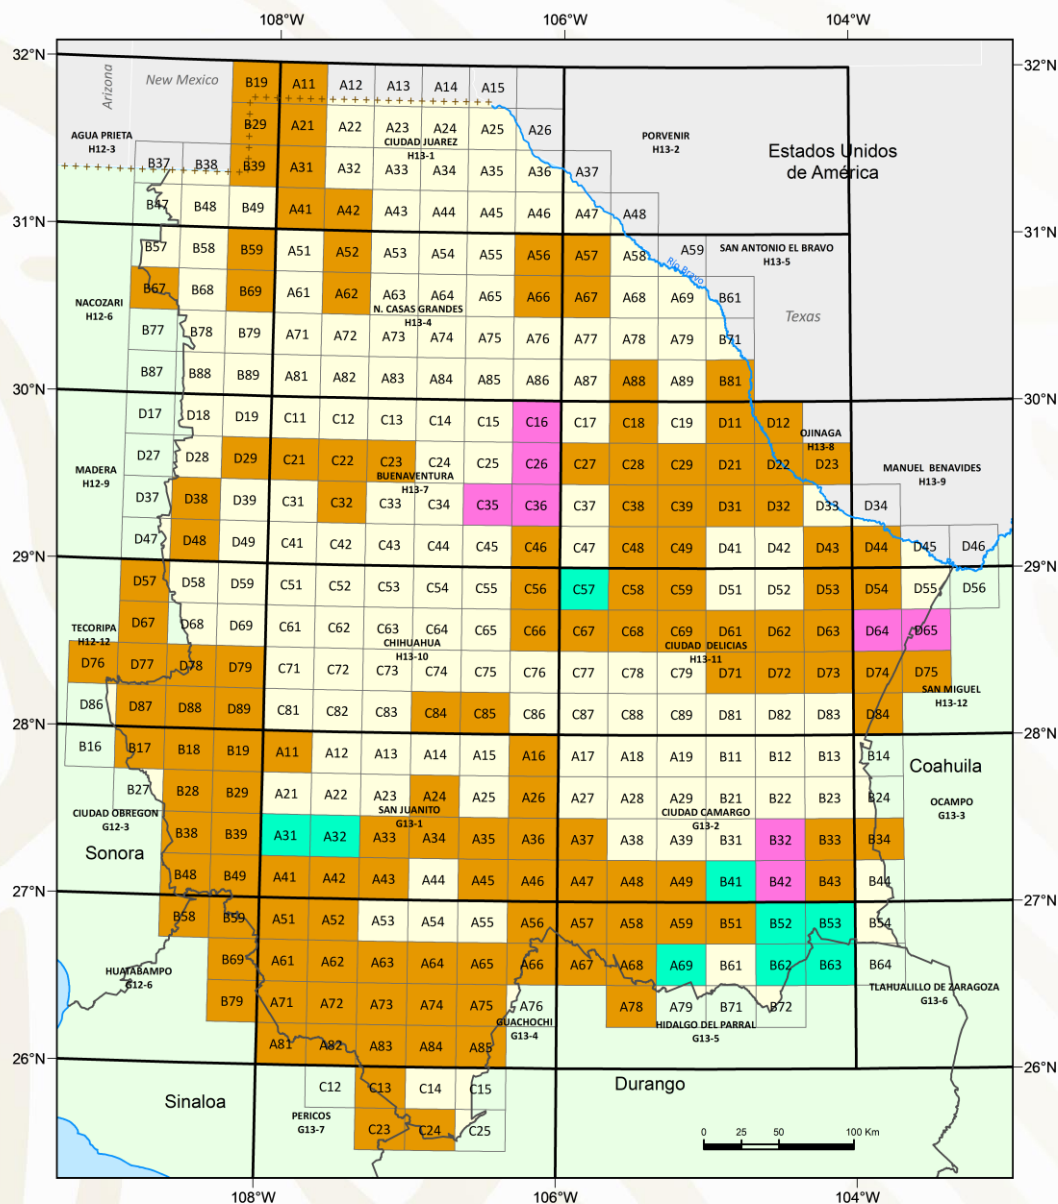 108°W 106°W 104°W
32°N 32°N
Arizona New Mexico B19 A11 A12 A13 A14 A15
B29 A21 A22 A23 A24 A25 A26
AGUA PRIETA
H12-3
CIUDAD JUAREZ
H13-1
PORVENIR
H13-2
Estados Unidos
de América
B37 B38 B39 A31 A32 A33 A34 A35 A36 A37
B47 B48 B49 A41 A42 A43 A44 A45 A46 A47 A48
31°N 31°N
B57 B58 B59 A51 A52 A53 A54 A55 A56 A57 A58 A59
SAN ANTONIO EL BRAVO
H13-5
Río Bravo
B67 B68 B69 A61 A62 A63 A64 A65 A66 A67 A68 A69 B61
NACOZARI
H12-6
N. CASAS GRANDES
H13-4
Texas
B77 B78 B79 A71 A72 A73 A74 A75 A76 A77 A78 A79 B71
B87 B88 B89 A81 A82 A83 A84 A85 A86 A87 A88 A89 B81
30°N 30°N
D17 D18 D19 C11 C12 C13 C14 C15 C16 C17 C18 C19 D11 D12
OJINAGA
H13-8
D27 D28 D29 C21 C22 C23 C24 C25 C26 C27 C28 C29 D21 D22 D23
MADERA
H12-9
BUENAVENTURA
H13-7
MANUEL BENAVIDES
H13-9
D37 D38 D39 C31 C32 C33 C34 C35 C36 C37 C38 C39 D31 D32 D33 D34
D47 D48 D49 C41 C42 C43 C44 C45 C46 C47 C48 C49 D41 D42 D43 D44 D45 D46
29°N 29°N
D57 D58 D59 C51 C52 C53 C54 C55 C56 C57 C58 C59 D51 D52 D53 D54 D55 D56
D67 D68 D69 C61 C62 C63 C64 C65 C66 C67 C68 C69 D61 D62 D63 D64 D65
TECORIPA
H12-12
CHIHUAHUA
H13-10
CIUDAD DELICIAS
H13-11
D76 D77 D78 D79 C71 C72 C73 C74 C75 C76 C77 C78 C79 D71 D72 D73 D74 D75
SAN MIGUEL
H13-12
D86 D87 D88 D89 C81 C82 C83 C84 C85 C86 C87 C88 C89 D81 D82 D83 D84
28°N 28°N
B16 B17 B18 B19 A11 A12 A13 A14 A15 A16 A17 A18 A19 B11 B12 B13 B14
Coahuila
B27 B28 B29 A21 A22 A23 A24 A25 A26 A27 A28 A29 B21 B22 B23 B24
CIUDAD OBREGON
G12-3
SAN JUANITO
G13-1
CIUDAD CAMARGO
G13-2
OCAMPO
G13-3
Sonora
B38 B39 A31 A32 A33 A34 A35 A36 A37 A38 A39 B31 B32 B33 B34
B48 B49 A41 A42 A43 A44 A45 A46 A47 A48 A49 B41 B42 B43 B44
27°N 27°N
B58 B59 A51 A52 A53 A54 A55 A56 A57 A58 A59 B51 B52 B53 B54
B69 A61 A62 A63 A64 A65 A66 A67 A68 A69 B61 B62 B63 B64
HUATABAMPO
G12-6
TLAHUALILLO DE ZARAGOZA
G13-6
B79 A71 A72 A73 A74 A75 A76 A78 A79 B71 B72
GUACHOCHI
G13-4
HIDALGO DEL PARRAL
G13-5
A81 A82 A83 A84 A85
26°N 26°N
C12 C13 C14 C15
Durango
Sinaloa
PERICOS
G13-7
C23 C24 C25
0 25 50 100 Km
108°W 106°W 104°W